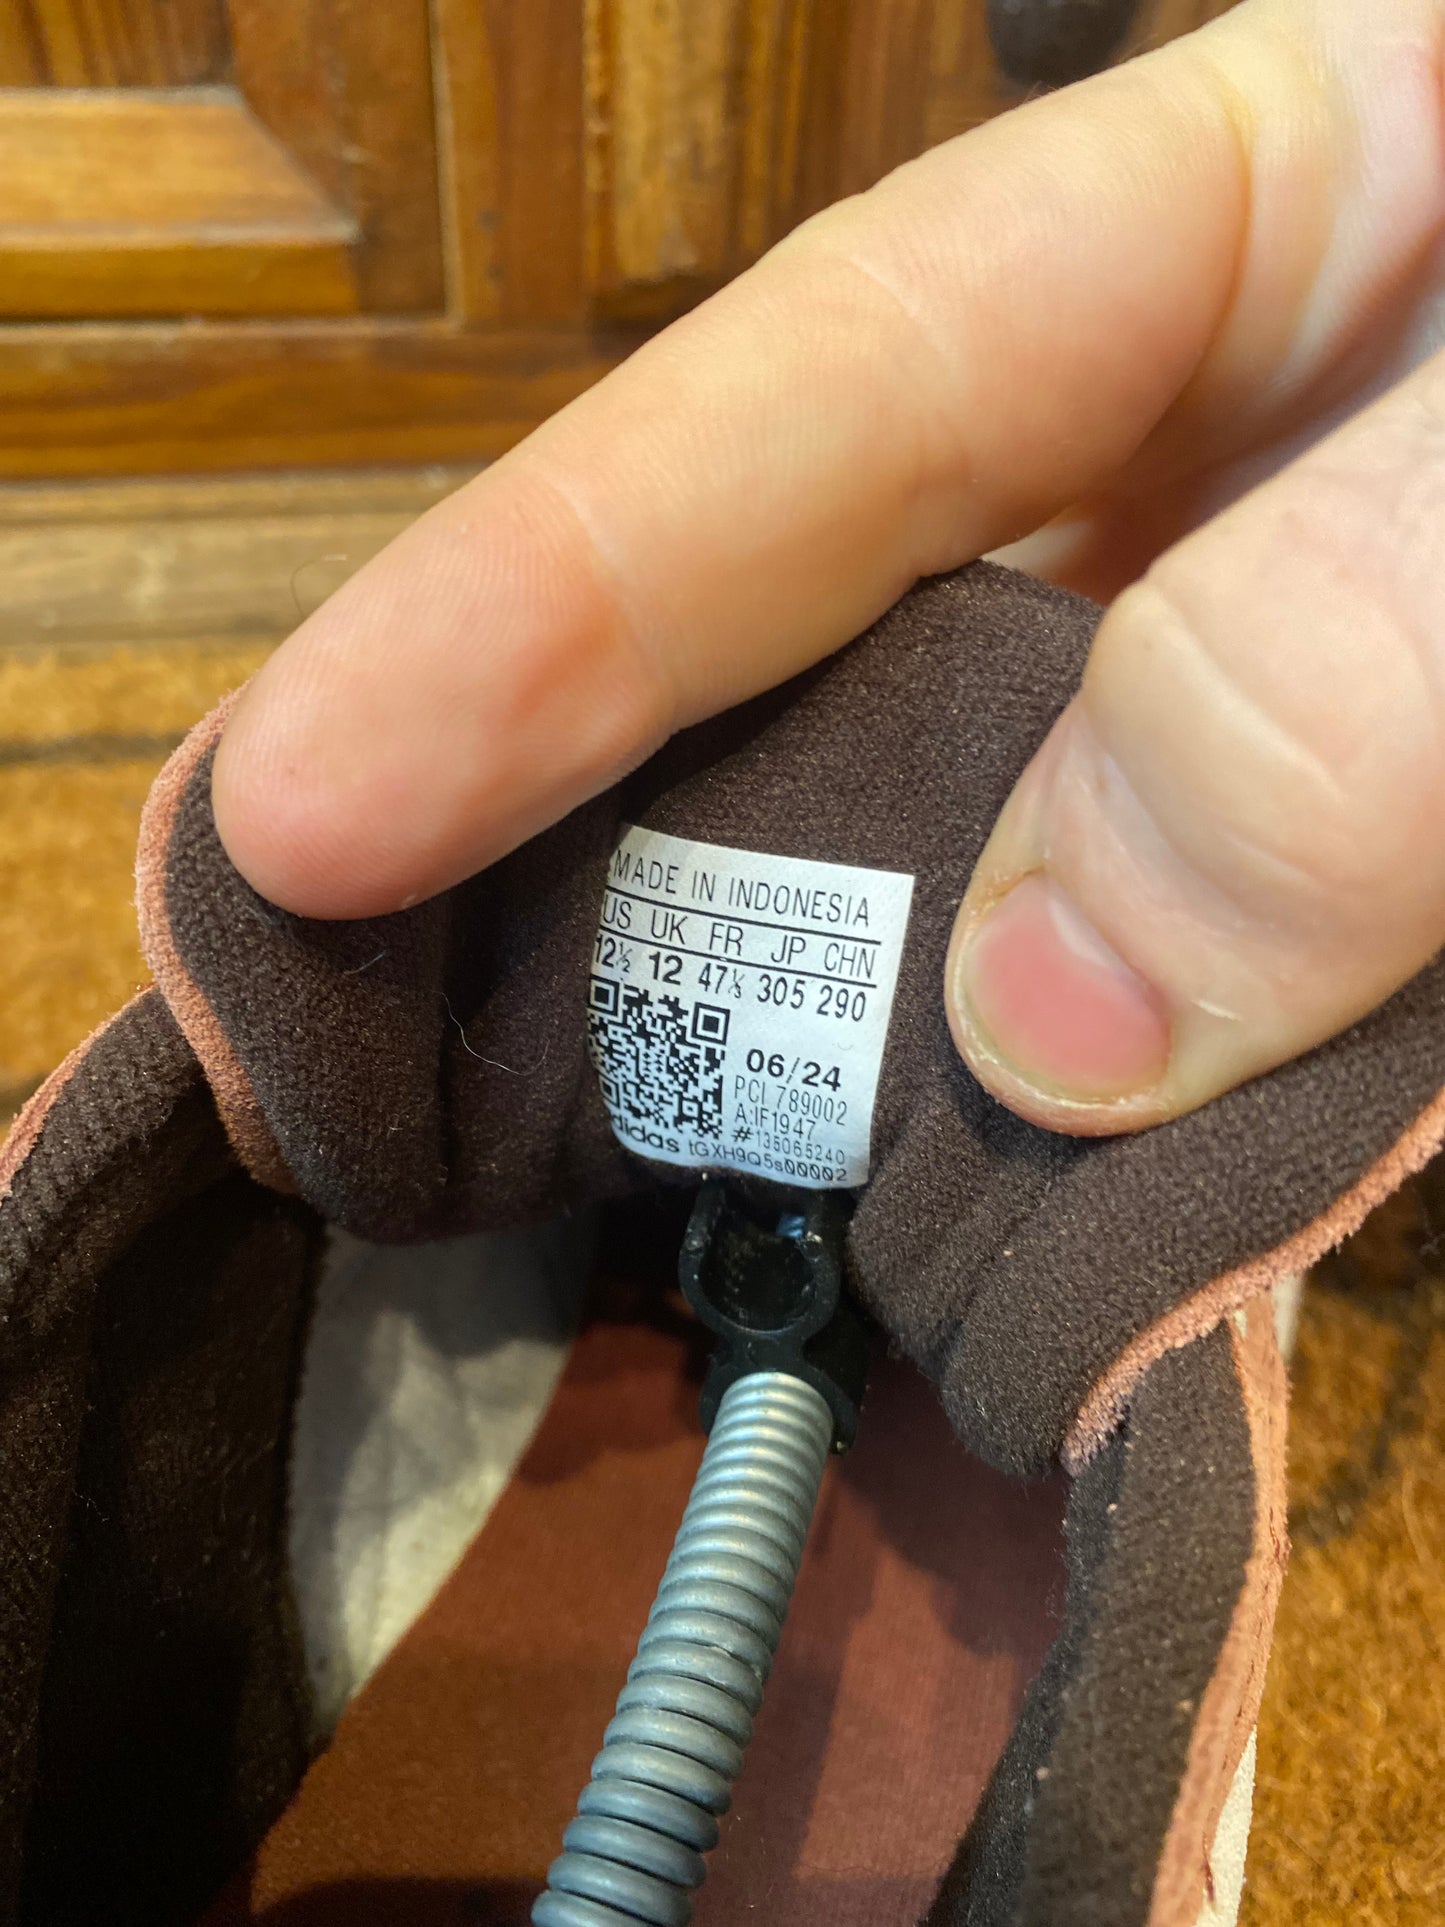 MADE IN INDONESIA
US UK FR JP CHN
12½ 12 47⅓ 305 290
06/24
PCI 789002
A:IF1947
#135065240
adidas tGXH9Q5s00002